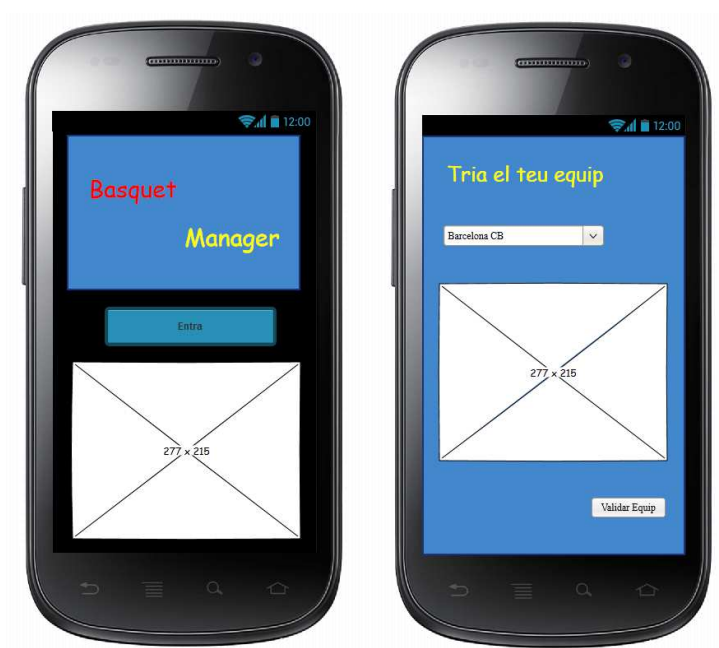 12:00
Basquet
Manager
Entra
277 × 215
12:00
Tria el teu equip
Barcelona CB
277 × 215
Validar Equip